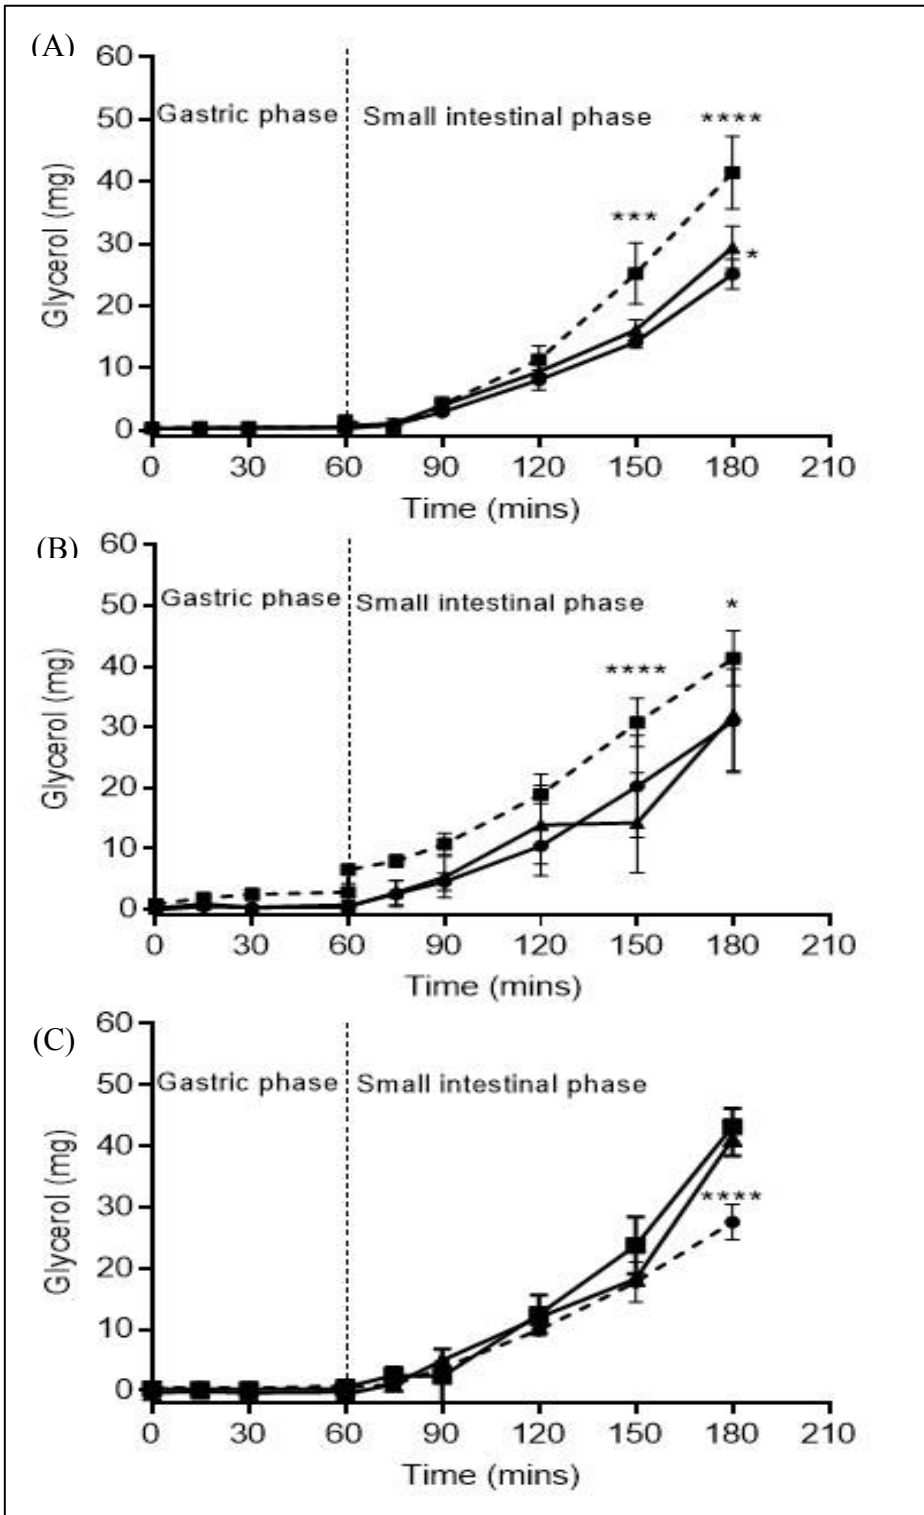 (A)
60
50
40
30
20
10
0
Glycerol (mg)
Gastric phase
Small intestinal phase
***
****
*
0 30 60 90 120 150 180 210
Time (mins)
(B)
60
50
40
30
20
10
0
Glycerol (mg)
Gastric phase
Small intestinal phase
****
*
0 30 60 90 120 150 180 210
Time (mins)
(C)
60
50
40
30
20
10
0
Glycerol (mg)
Gastric phase
Small intestinal phase
****
0 30 60 90 120 150 180 210
Time (mins)